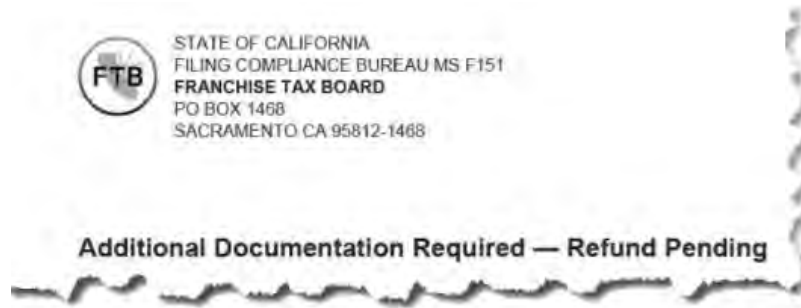 FTB
STATE OF CALIFORNIA
FILING COMPLIANCE BUREAU MS F151
FRANCHISE TAX BOARD
PO BOX 1468
SACRAMENTO CA 95812-1468
Additional Documentation Required — Refund Pending